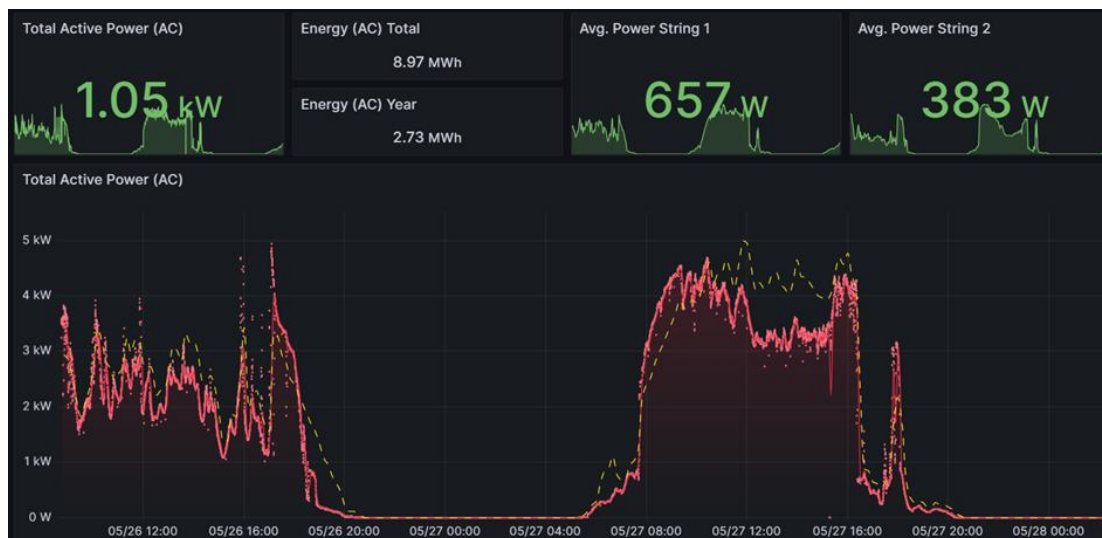 Total Active Power (AC)
1.05 kW
Energy (AC) Total
8.97 MWh
Energy (AC) Year
2.73 MWh
Avg. Power String 1
657 W
Avg. Power String 2
383 W
Total Active Power (AC)
5 kW
4 kW
3 kW
2 kW
1 kW
0 W
05/26 12:00 05/26 16:00 05/26 20:00 05/27 00:00 05/27 04:00 05/27 08:00 05/27 12:00 05/27 16:00 05/27 20:00 05/28 00:00